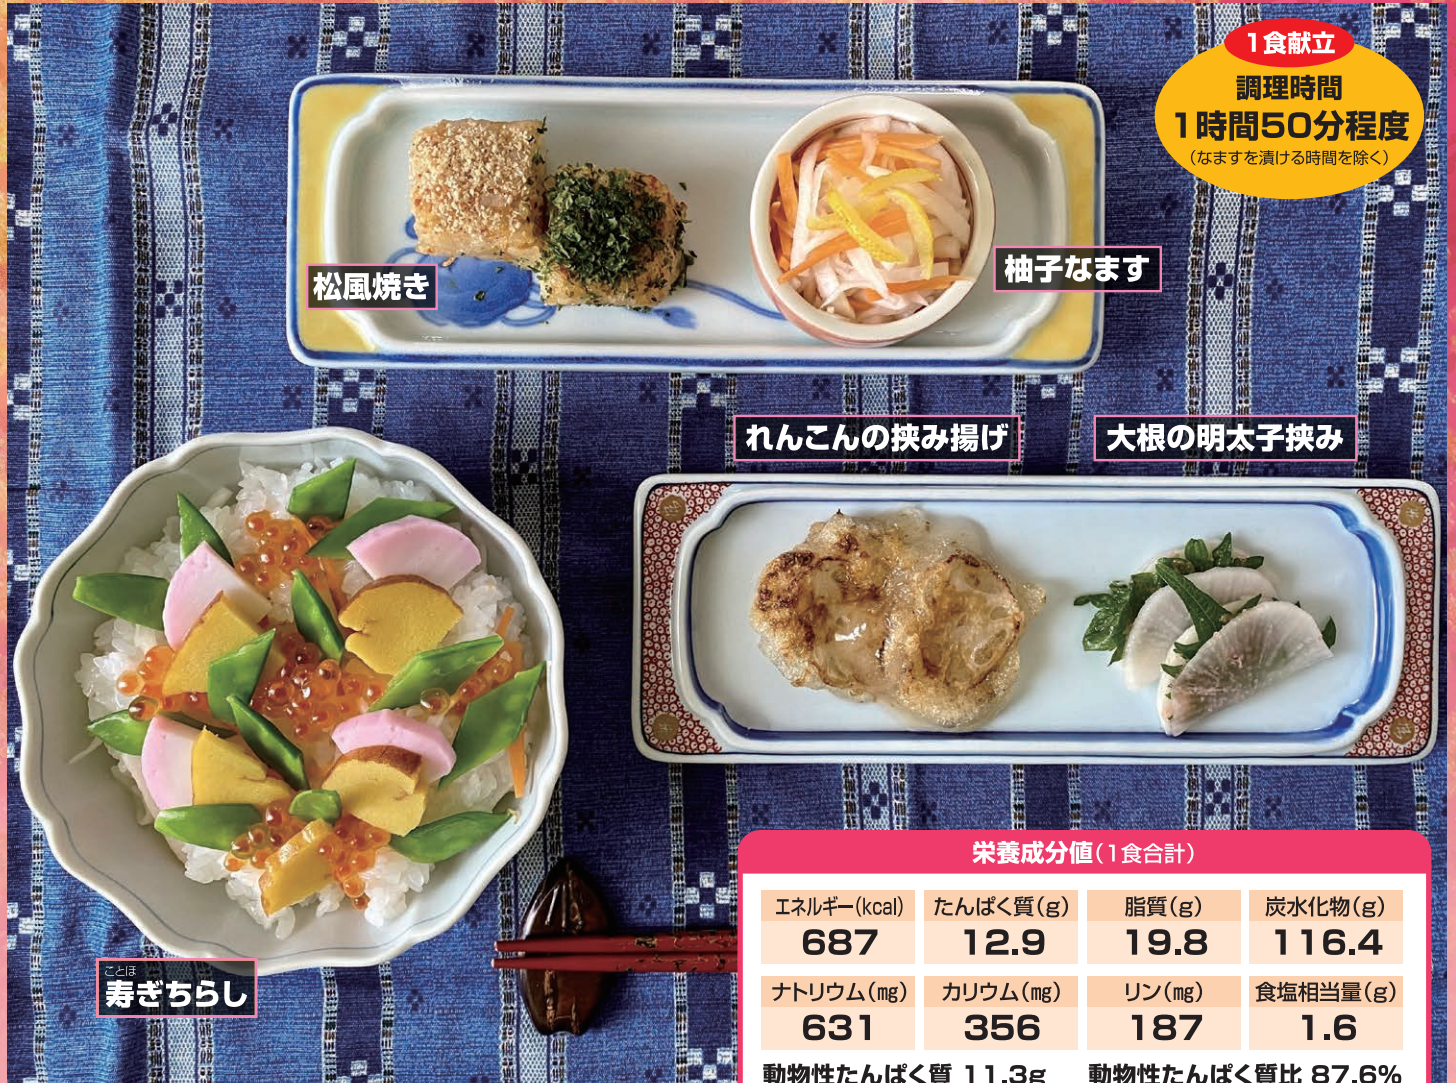 1食献立
調理時間
1時間50分程度
(なますを漬ける時間を除く)
松風焼き
柚子なます
れんこんの挟み揚げ
大根の明太子挟み
ことほ
寿ぎちらし
栄養成分値(1食合計)
エネルギー(kcal) たんぱく質(g) 脂質(g) 炭水化物(g)
687 12.9 19.8 116.4
ナトリウム(㎎) カリウム(㎎) リン(㎎) 食塩相当量(g)
631 356 187 1.6
動物性たんぱく質 11.3g 動物性たんぱく質比 87.6%